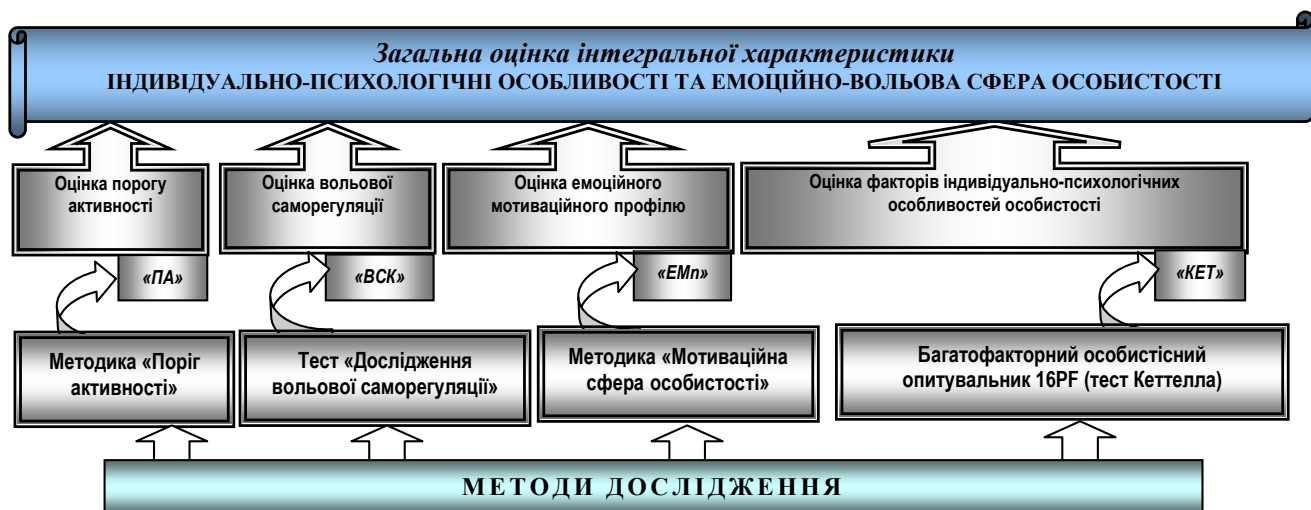 Загальна оцінка інтегральної характеристики
ІНДИВІДУАЛЬНО-ПСИХОЛОГІЧНІ ОСОБЛИВОСТІ ТА ЕМОЦІЙНО-ВОЛЬОВА СФЕРА ОСОБИСТОСТІ
Оцінка порогу
активності
Оцінка вольової
саморегуляції
Оцінка емоційного
мотиваційного профілю
Оцінка факторів індивідуально-психологічних
особливостей особистості
«ПА»
«ВСК»
«ЕМп»
«КЕТ»
Методика «Поріг
активності»
Тест «Дослідження
вольової саморегуляції»
Методика «Мотиваційна
сфера особистості»
Багатофакторний особистісний
опитувальник 16PF (тест Кеттелла)
МЕТОДИ ДОСЛІДЖЕННЯ